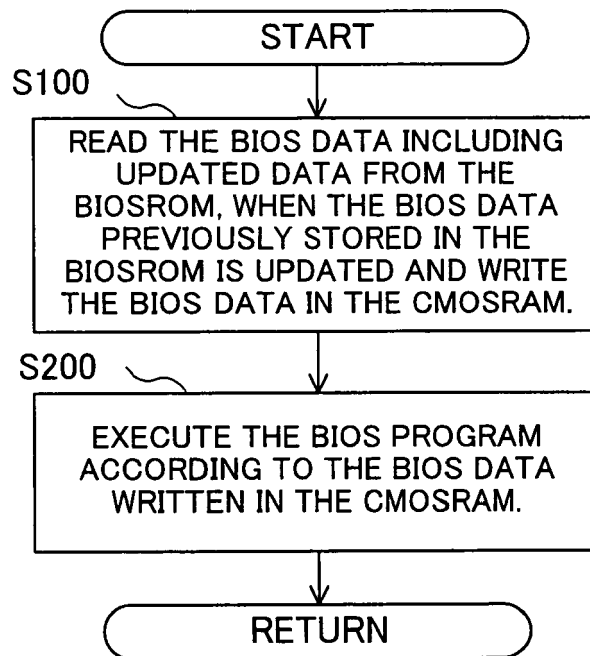 START
S100
READ THE BIOS DATA INCLUDING
UPDATED DATA FROM THE
BIOSROM, WHEN THE BIOS DATA
PREVIOUSLY STORED IN THE
BIOSROM IS UPDATED AND WRITE
THE BIOS DATA IN THE CMOSRAM.
S200
EXECUTE THE BIOS PROGRAM
ACCORDING TO THE BIOS DATA
WRITTEN IN THE CMOSRAM.
RETURN